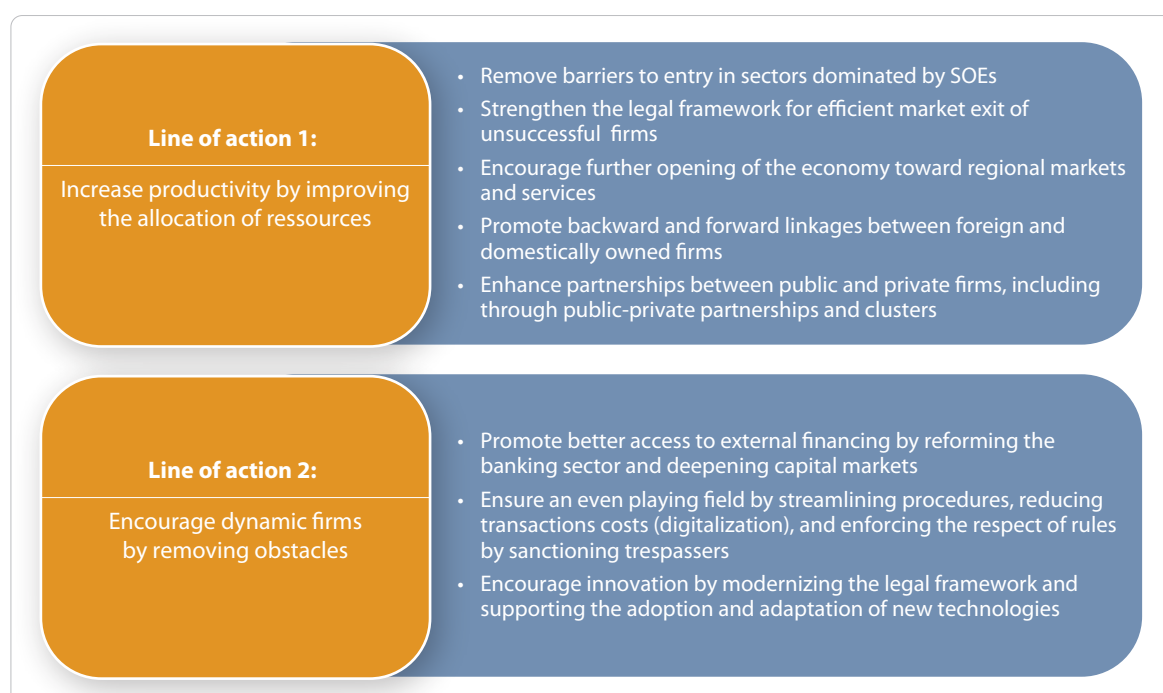 Line of action 1:
Increase productivity by improving
the allocation of ressources
• Remove barriers to entry in sectors dominated by SOEs
• Strengthen the legal framework for efficient market exit of
unsuccessful firms
• Encourage further opening of the economy toward regional markets
and services
• Promote backward and forward linkages between foreign and
domestically owned firms
• Enhance partnerships between public and private firms, including
through public-private partnerships and clusters
Line of action 2:
Encourage dynamic firms
by removing obstacles
• Promote better access to external financing by reforming the
banking sector and deepening capital markets
• Ensure an even playing field by streamlining procedures, reducing
transactions costs (digitalization), and enforcing the respect of rules
by sanctioning trespassers
• Encourage innovation by modernizing the legal framework and
supporting the adoption and adaptation of new technologies